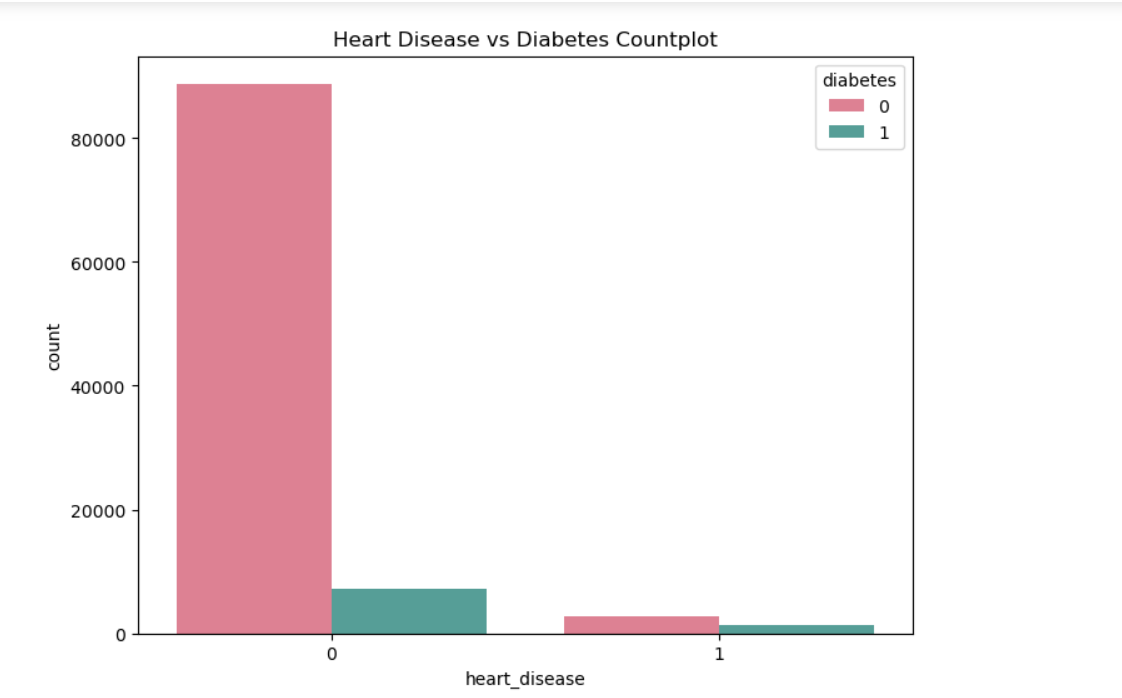 Heart Disease vs Diabetes Countplot
diabetes
0
1
80000
60000
40000
20000
0
count
0 1
heart_disease